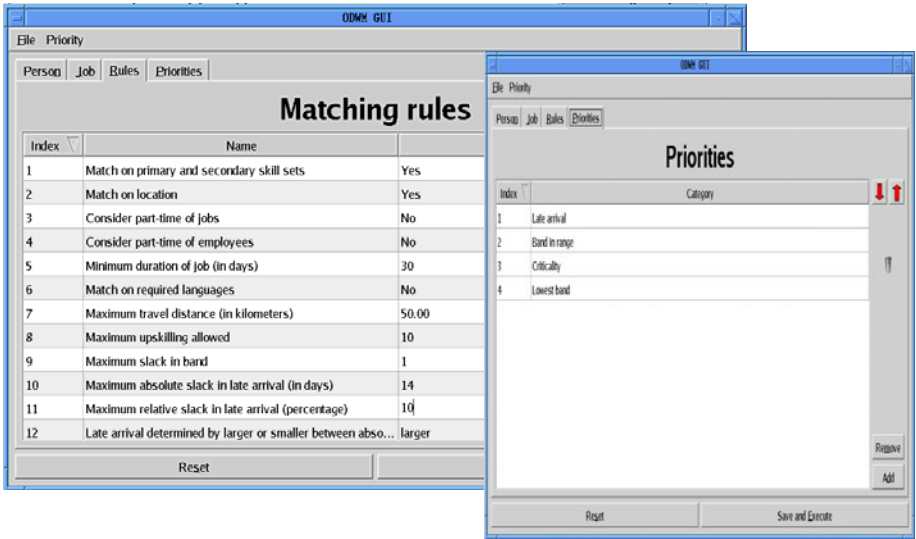 ODWM GUI
File Priority
Person Job Rules Priorities
Matching rules
Index Name
1 Match on primary and secondary skill sets Yes
2 Match on location Yes
3 Consider part-time of jobs No
4 Consider part-time of employees No
5 Minimum duration of job (in days) 30
6 Match on required languages No
7 Maximum travel distance (in kilometers) 50.00
8 Maximum upskilling allowed 10
9 Maximum slack in band 1
10 Maximum absolute slack in late arrival (in days) 14
11 Maximum relative slack in late arrival (percentage) 10
12 Late arrival determined by larger or smaller between abso... larger
Reset
ODWM GUI
File Priority
Person Job Rules Priorities
Priorities
Index Category
1 Late arrival
2 Band in range
3 Criticality
4 Lowest band
Remove
Add
Reset Save and Execute